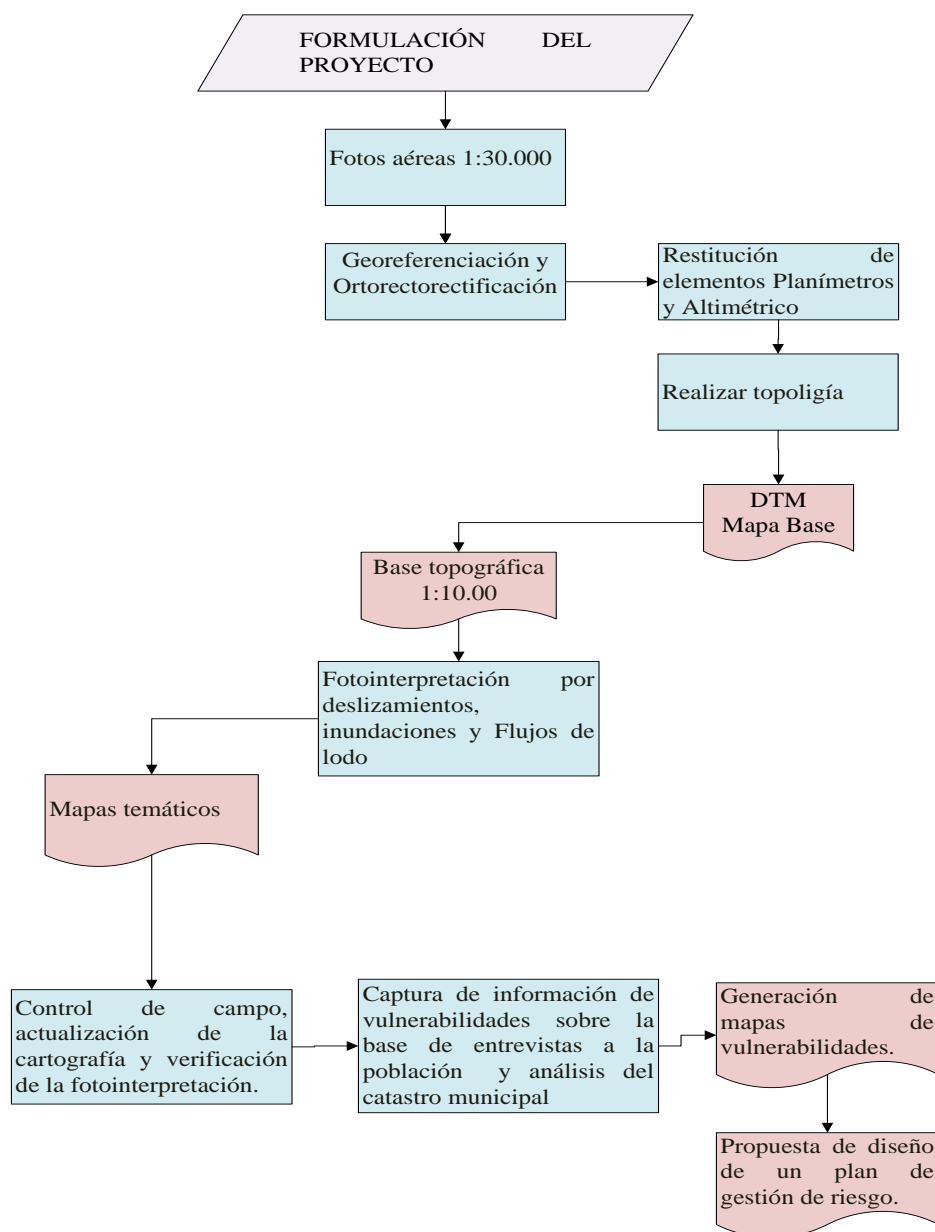 FORMULACIÓN DEL
PROYECTO
Fotos aéreas 1:30.000
Georeferenciación y
Ortorectorectificación
Restitución de
elementos Planímetros
y Altimétrico
Realizar topoligía
DTM
Mapa Base
Base topográfica
1:10.00
Fotointerpretación por
deslizamientos,
inundaciones y Flujos de
lodo
Mapas temáticos
Control de campo,
actualización de la
cartografía y verificación
de la fotointerpretación.
Captura de información de
vulnerabilidades sobre la
base de entrevistas a la
población y análisis del
catastro municipal
Generación de
mapas de
vulnerabilidades.
Propuesta de diseño
de un plan de
gestión de riesgo.